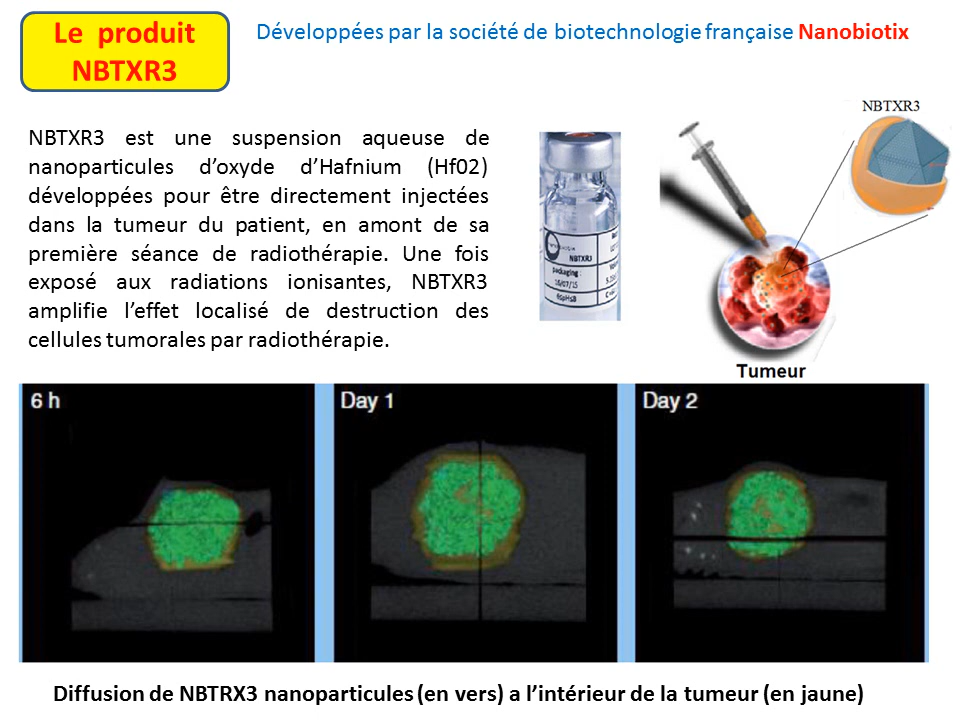 Le produit
NBTXR3
Développées par la société de biotechnologie française Nanobiotix
NBTXR3 est une suspension aqueuse de
nanoparticules d’oxyde d’Hafnium (Hf02)
développées pour être directement injectées
dans la tumeur du patient, en amont de sa
première séance de radiothérapie. Une fois
exposé aux radiations ionisantes, NBTXR3
amplifie l’effet localisé de destruction des
cellules tumorales par radiothérapie.
NBTXR3
packaging :
NBTXR3
Tumeur
6 h
Day 1
Day 2
Diffusion de NBTRX3 nanoparticules (en vers) a l’intérieur de la tumeur (en jaune)